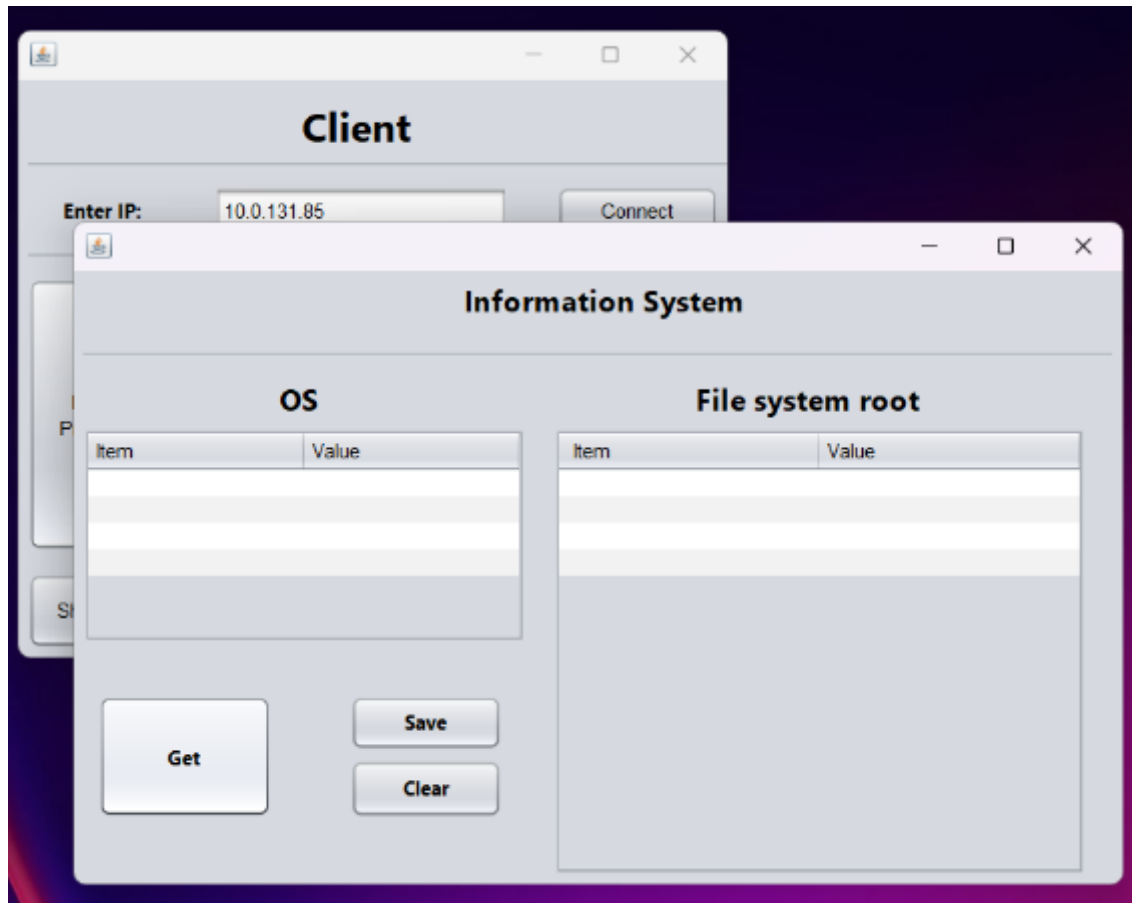 Client
Enter IP: 10.0.131.85 Connect
Information System
OS File system root
Item Value Item Value
Save
Get
Clear